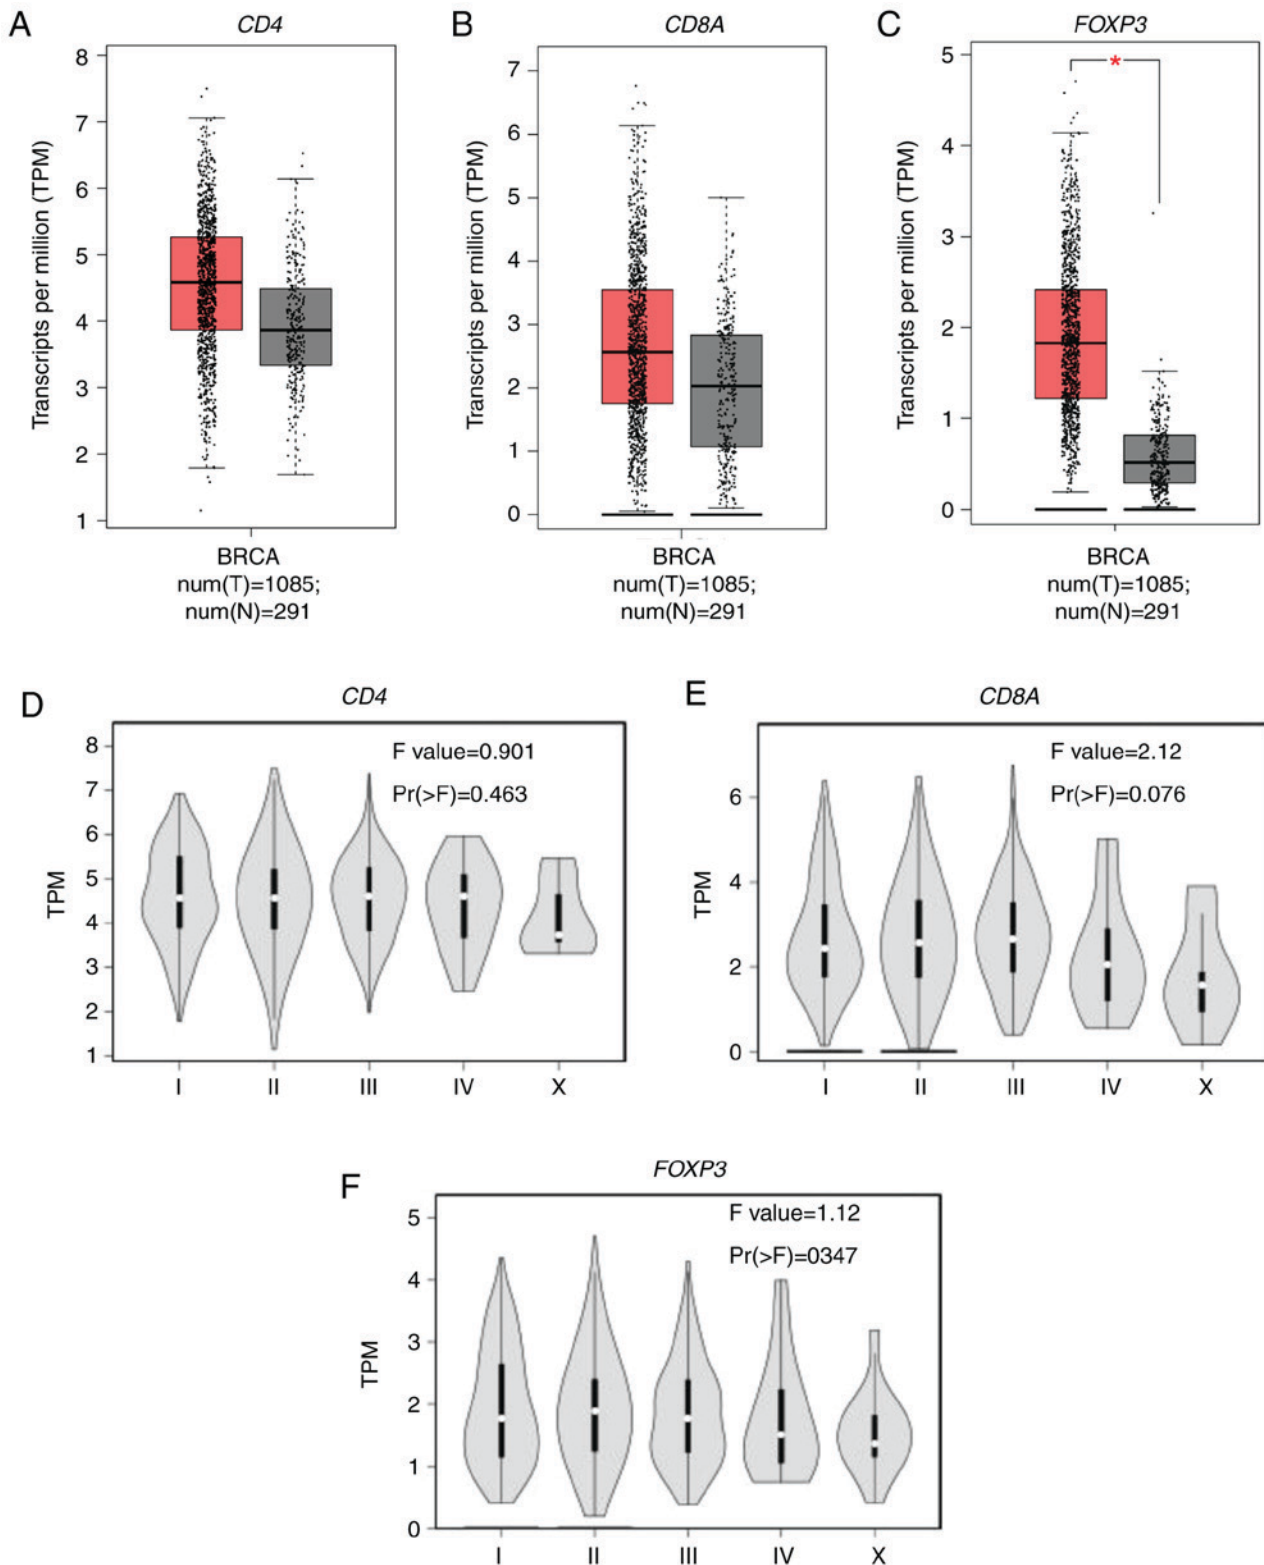 A
CD4
Transcripts per million (TPM)
8
7
6
5
4
3
2
1
BRCA
num(T)=1085;
num(N)=291
B
CD8A
Transcripts per million (TPM)
7
6
5
4
3
2
1
0
BRCA
num(T)=1085;
num(N)=291
C
FOXP3
Transcripts per million (TPM)
5
4
3
2
1
0
*
BRCA
num(T)=1085;
num(N)=291
D
CD4
TPM
8
7
6
5
4
3
2
1
F value=0.901
Pr(>F)=0.463
I II III IV X
E
CD8A
TPM
6
4
2
0
F value=2.12
Pr(>F)=0.076
I II III IV X
F
FOXP3
TPM
5
4
3
2
1
0
F value=1.12
Pr(>F)=0347
I II III IV X